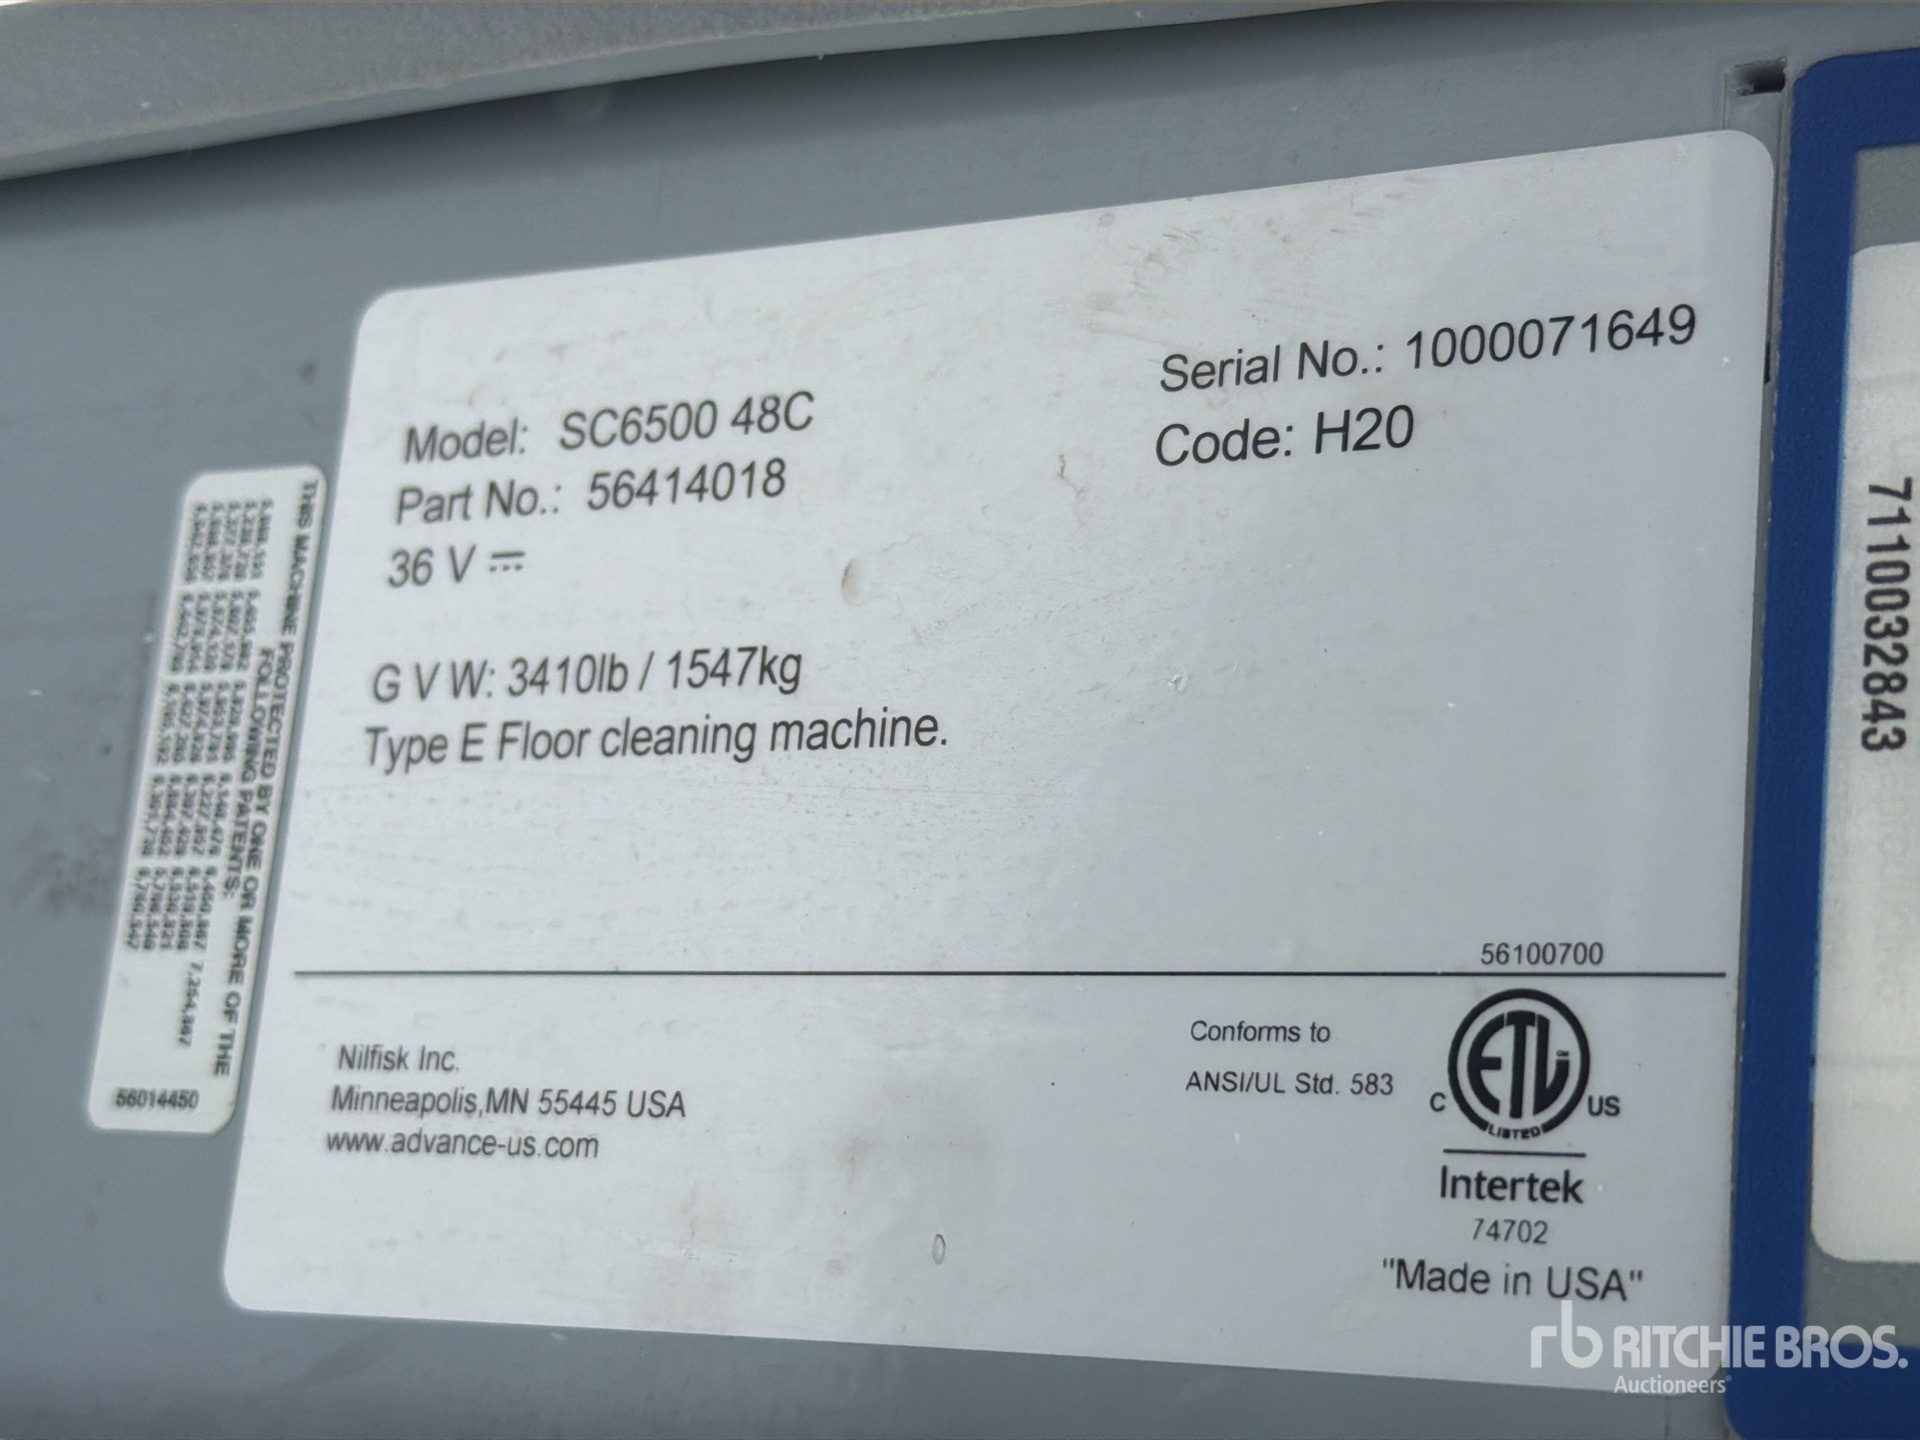 Model: SC6500 48C
Part No.: 56414018
36 V
G V W: 3410lb / 1547kg
Type E Floor cleaning machine.
Serial No.: 1000071649
Code: H20
56100700
Nilfisk Inc.
Minneapolis,MN 55445 USA
www.advance-us.com
Conforms to
ANSI/UL Std. 583
C ETL US
LISTED
Intertek
74702
"Made in USA"
THIS MACHINE PROTECTED BY ONE OR MORE OF THE
FOLLOWING PATENTS:
56014450
7110032843
rb RITCHIE BROS.
Auctioneers